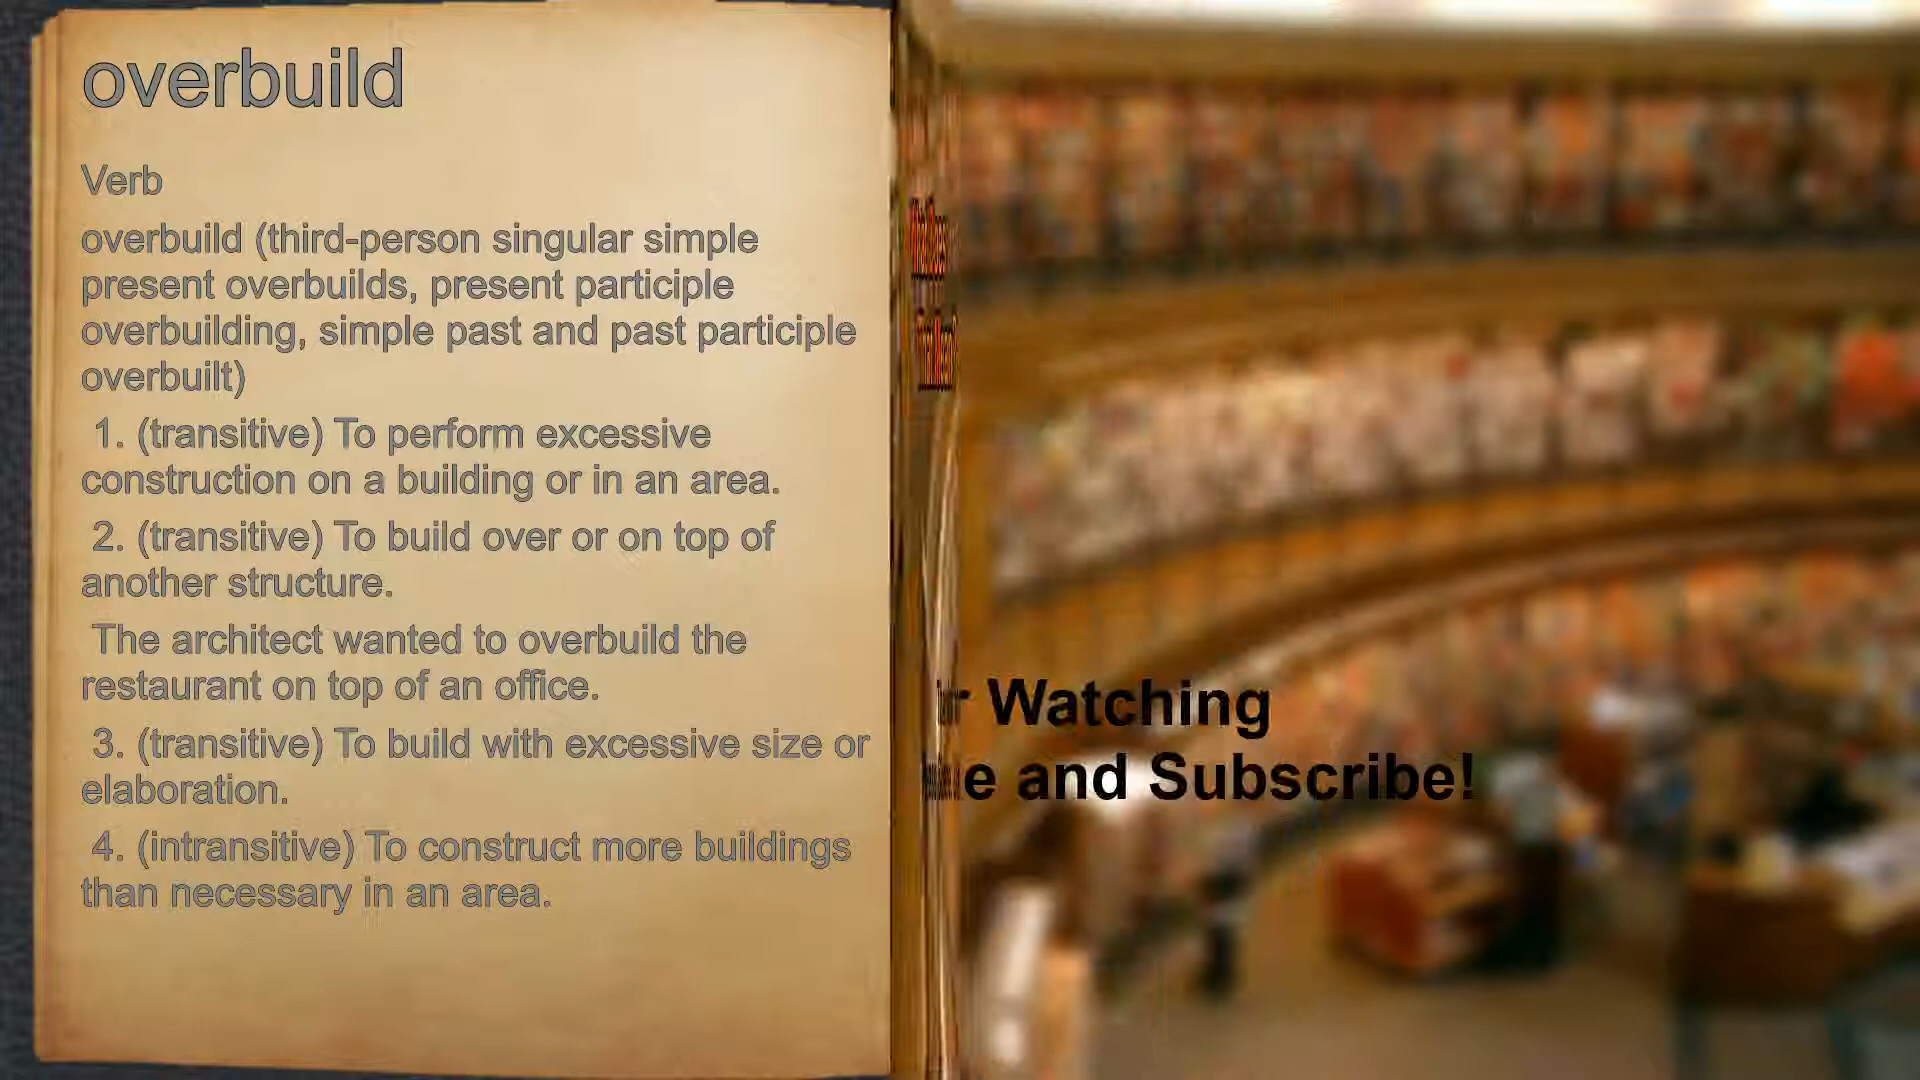 overbuild
Verb
overbuild (third-person singular simple
present overbuilds, present participle
overbuilding, simple past and past participle
overbuilt)
1. (transitive) To perform excessive
construction on a building or in an area.
2. (transitive) To build over or on top of
another structure.
The architect wanted to overbuild the
restaurant on top of an office.
3. (transitive) To build with excessive size or
elaboration.
4. (intransitive) To construct more buildings
than necessary in an area.
Watching
and Subscribe!